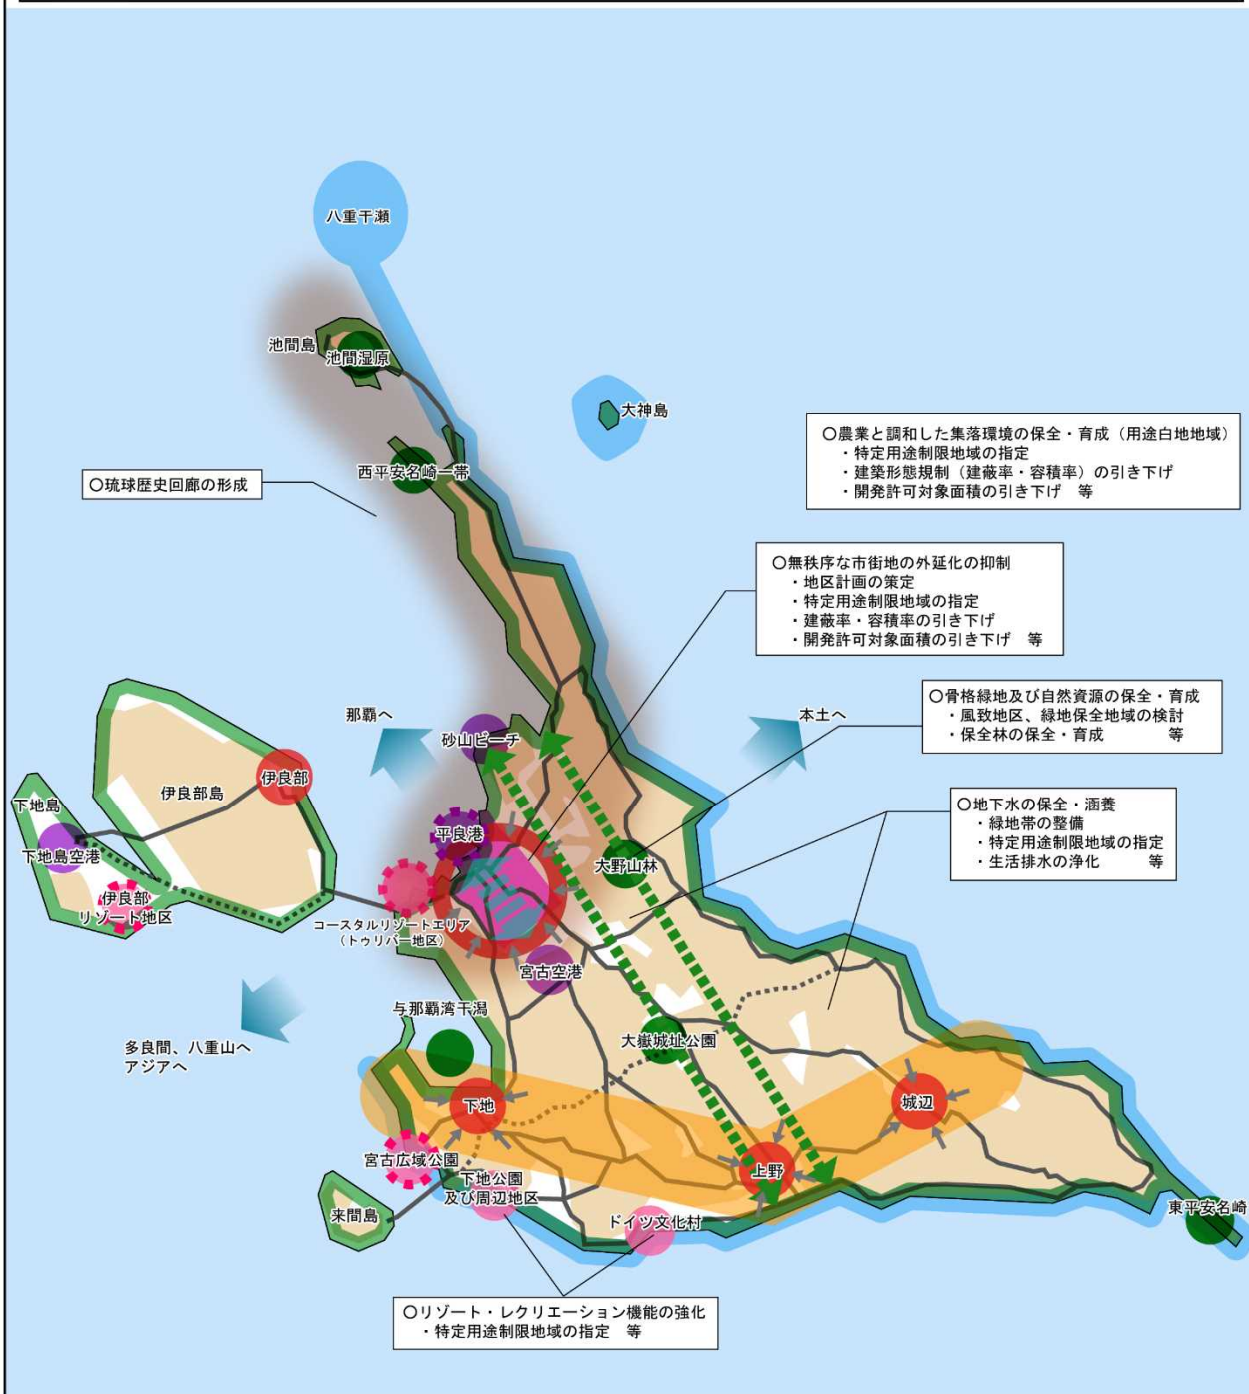 八重干瀬
池間島
池間湿原
大神島
西平安名崎一帯
〇琉球歴史回廊の形成
〇農業と調和した集落環境の保全・育成（用途白地地域）
・特定用途制限地域の指定
・建築形態規制（建蔽率・容積率）の引き下げ
・開発許可対象面積の引き下げ　等
〇無秩序な市街地の外延化の抑制
・地区計画の策定
・特定用途制限地域の指定
・建蔽率・容積率の引き下げ
・開発許可対象面積の引き下げ　等
〇骨格緑地及び自然資源の保全・育成
・風致地区、緑地保全地域の検討
・保全林の保全・育成　　　等
那覇へ
本土へ
砂山ビーチ
伊良部
伊良部島
下地島
下地島空港
平良港
大野山林
〇地下水の保全・涵養
・緑地帯の整備
・特定用途制限地域の指定
・生活排水の浄化　　　等
伊良部
リゾート地区
コースタルリゾートエリア
（トゥリバー地区）
宮古空港
与那覇湾干潟
大嶽城址公園
多良間、八重山へ
アジアへ
下地
城辺
宮古広域公園
下地公園
及び周辺地区
上野
来間島
ドイツ文化村
東平安名崎
〇リゾート・レクリエーション機能の強化
・特定用途制限地域の指定　等